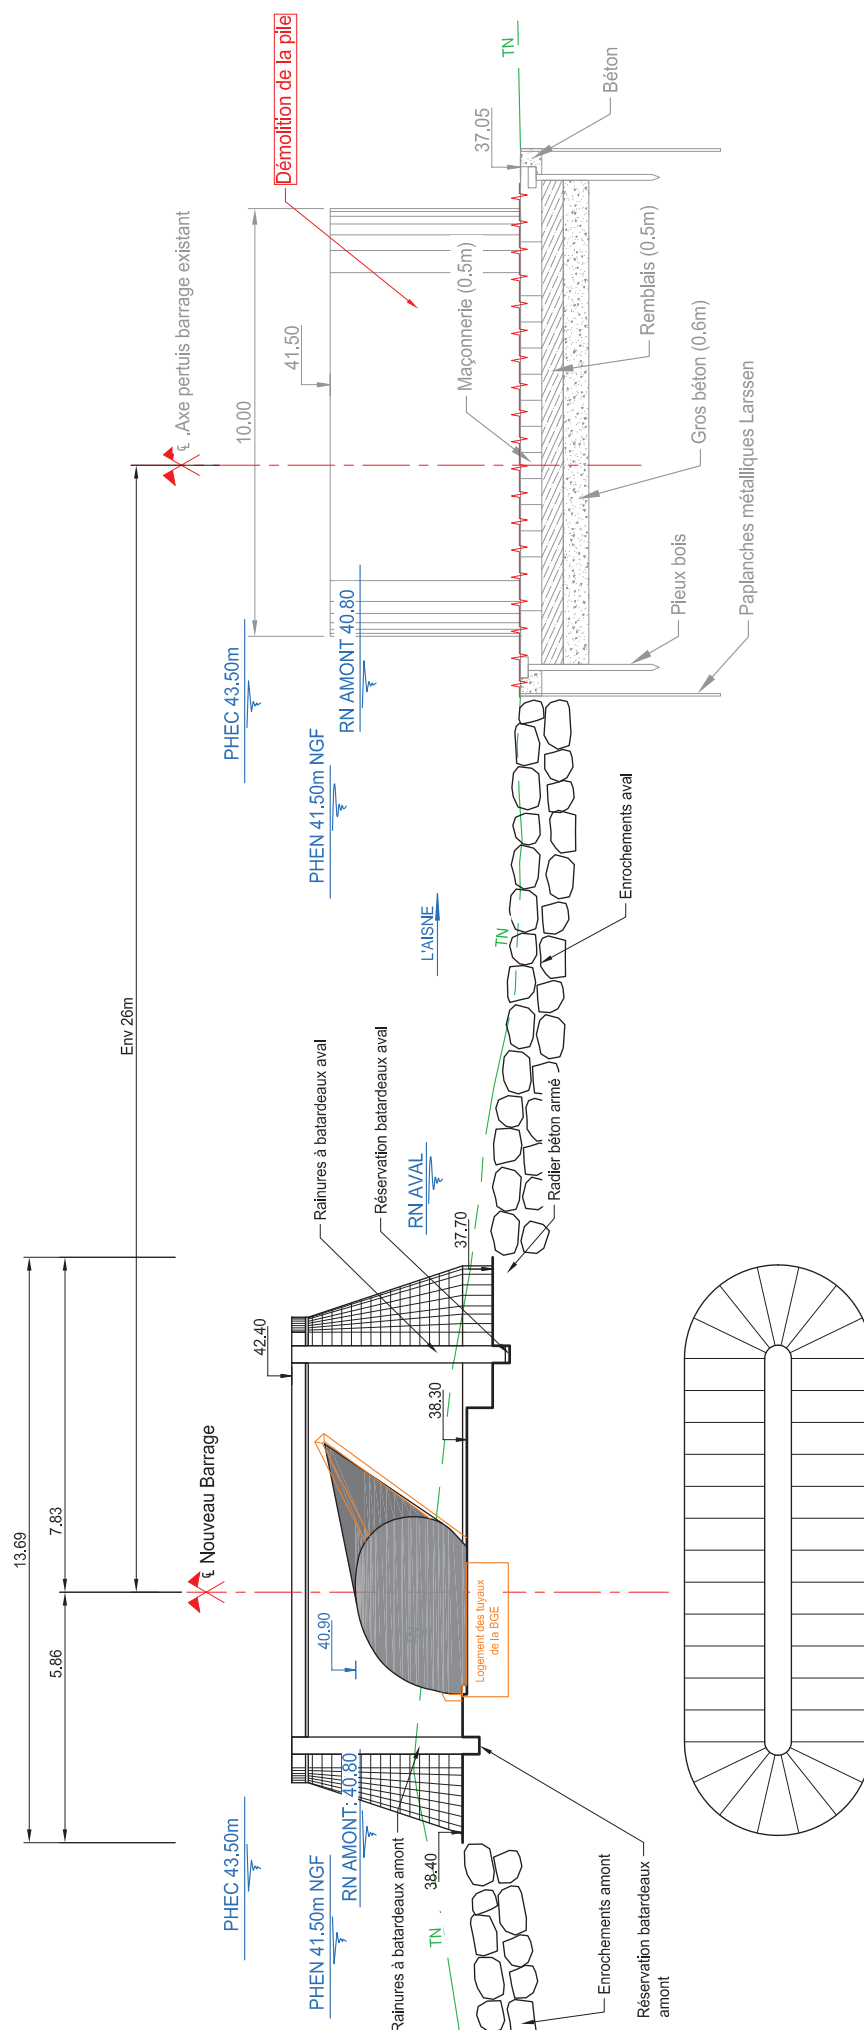 PHEC 43.50m
PHEN 41.50m NGF
RN AMONT: 40.80
Rainures à batardeaux amont
38.40
TN
Enrochements amont
Réservation batardeaux
amont
13.69
5.86
7.83
℄ Nouveau Barrage
40.90
TN
Logement des tuyaux
de la BGE
42.40
38.30
37.70
Rainures à batardeaux aval
Réservation batardeaux aval
RN AVAL
Radier béton armé
Env 26m
L'AISNE
TN
Enrochements aval
PHEC 43.50m
PHEN 41.50m NGF
RN AMONT 40.80
℄ .Axe pertuis barrage existant
10.00
41.50
Démolition de la pile
Maçonnerie (0.5m)
37.05
TN
Béton
Remblais (0.5m)
Gros béton (0.6m)
Pieux bois
Paplanches métalliques Larssen